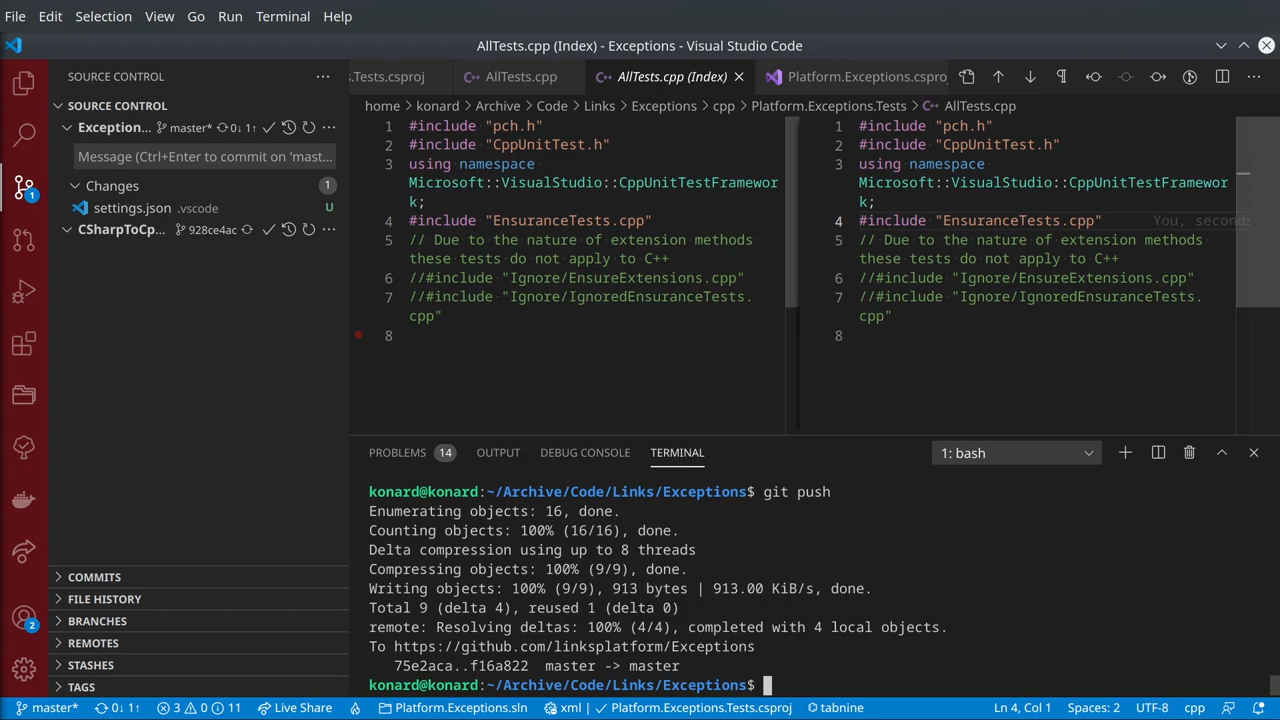 File Edit Selection View Go Run Terminal Help
AllTests.cpp (Index) - Exceptions - Visual Studio Code
SOURCE CONTROL
SOURCE CONTROL
Exception... master* 0↓ 1↑
Message (Ctrl+Enter to commit on 'mast...
Changes 1
settings.json .vscode U
CSharpToCp... 928ce4ac
COMMITS
FILE HISTORY
BRANCHES
REMOTES
STASHES
TAGS
1
2
s.Tests.csproj AllTests.cpp AllTests.cpp (Index) Platform.Exceptions.cspro
home > konard > Archive > Code > Links > Exceptions > cpp > Platform.Exceptions.Tests > AllTests.cpp
1 #include "pch.h"
2 #include "CppUnitTest.h"
3 using namespace
Microsoft::VisualStudio::CppUnitTestFramewor
k;
4 #include "EnsuranceTests.cpp"
5 // Due to the nature of extension methods
these tests do not apply to C++
6 //#include "Ignore/EnsureExtensions.cpp"
7 //#include "Ignore/IgnoredEnsuranceTests.
cpp"
8
1 #include "pch.h"
2 #include "CppUnitTest.h"
3 using namespace
Microsoft::VisualStudio::CppUnitTestFramewor
k;
4 #include "EnsuranceTests.cpp" You, seconds
5 // Due to the nature of extension methods
these tests do not apply to C++
6 //#include "Ignore/EnsureExtensions.cpp"
7 //#include "Ignore/IgnoredEnsuranceTests.
cpp"
8
PROBLEMS 14 OUTPUT DEBUG CONSOLE TERMINAL 1: bash
konard@konard:~/Archive/Code/Links/Exceptions$ git push
Enumerating objects: 16, done.
Counting objects: 100% (16/16), done.
Delta compression using up to 8 threads
Compressing objects: 100% (9/9), done.
Writing objects: 100% (9/9), 913 bytes | 913.00 KiB/s, done.
Total 9 (delta 4), reused 1 (delta 0)
remote: Resolving deltas: 100% (4/4), completed with 4 local objects.
To https://github.com/linksplatform/Exceptions
75e2aca..f16a822 master -> master
konard@konard:~/Archive/Code/Links/Exceptions$
master* 0↓ 1↑ 3 0 11 Live Share Platform.Exceptions.sln xml Platform.Exceptions.Tests.csproj tabnine Ln 4, Col 1 Spaces: 2 UTF-8 cpp